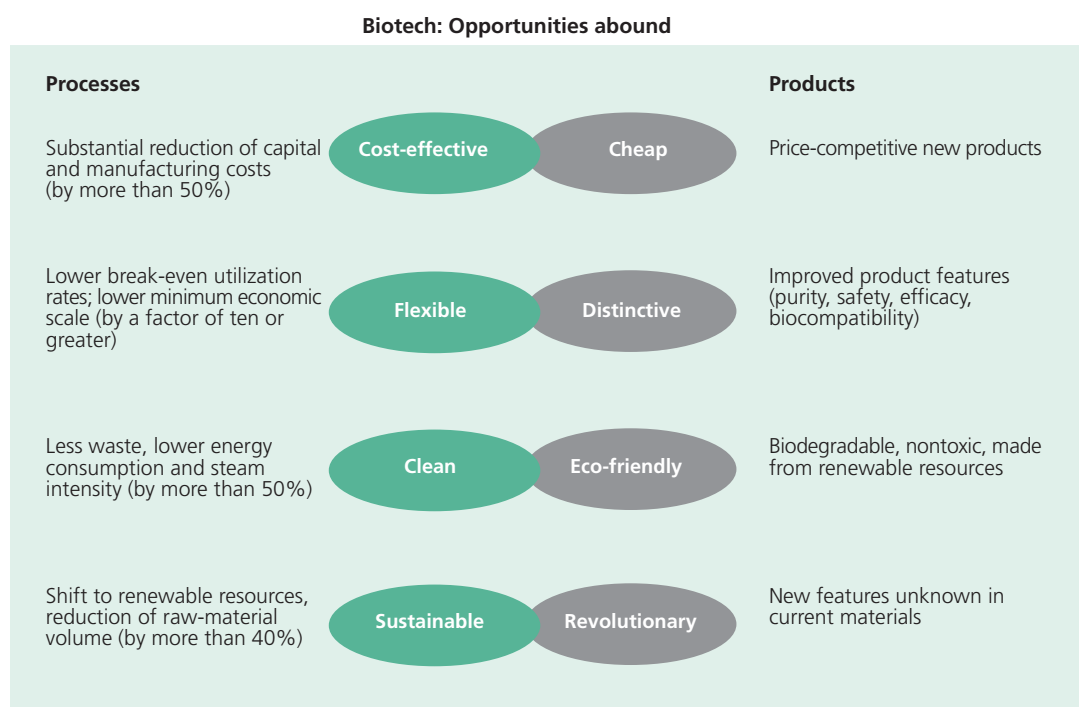 Biotech: Opportunities abound
Processes
Products
Substantial reduction of capital
and manufacturing costs
(by more than 50%)
Cost-effective
Cheap
Price-competitive new products
Lower break-even utilization
rates; lower minimum economic
scale (by a factor of ten or
greater)
Flexible
Distinctive
Improved product features
(purity, safety, efficacy,
biocompatibility)
Less waste, lower energy
consumption and steam
intensity (by more than 50%)
Clean
Eco-friendly
Biodegradable, nontoxic, made
from renewable resources
Shift to renewable resources,
reduction of raw-material
volume (by more than 40%)
Sustainable
Revolutionary
New features unknown in
current materials